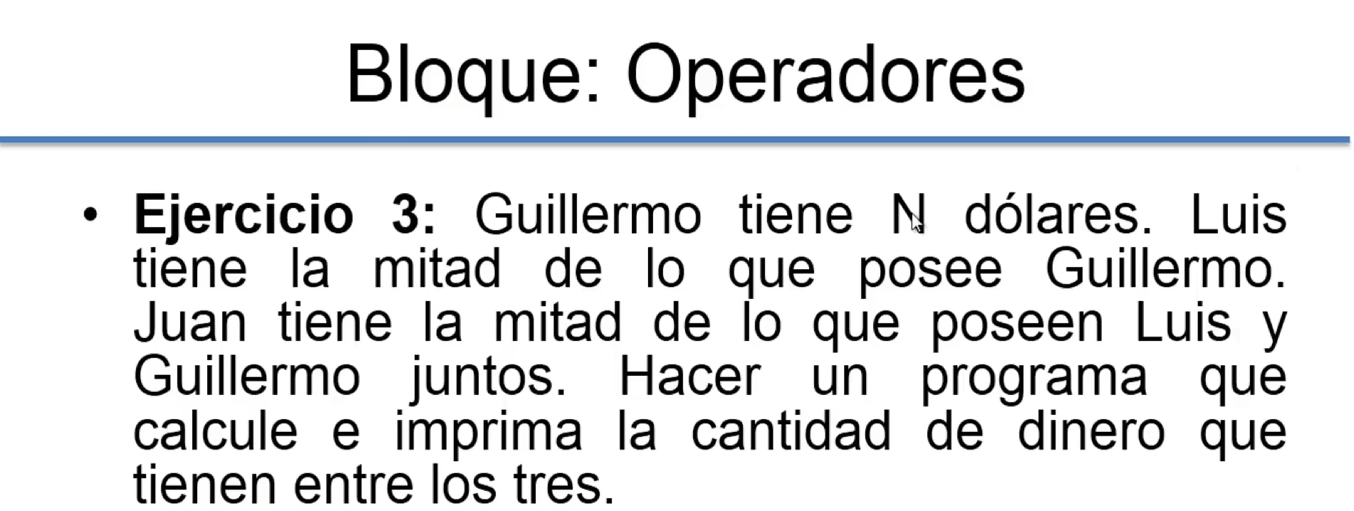 Bloque: Operadores
• Ejercicio 3: Guillermo tiene N dólares. Luis
tiene la mitad de lo que posee Guillermo.
Juan tiene la mitad de lo que poseen Luis y
Guillermo juntos. Hacer un programa que
calcule e imprima la cantidad de dinero que
tienen entre los tres.